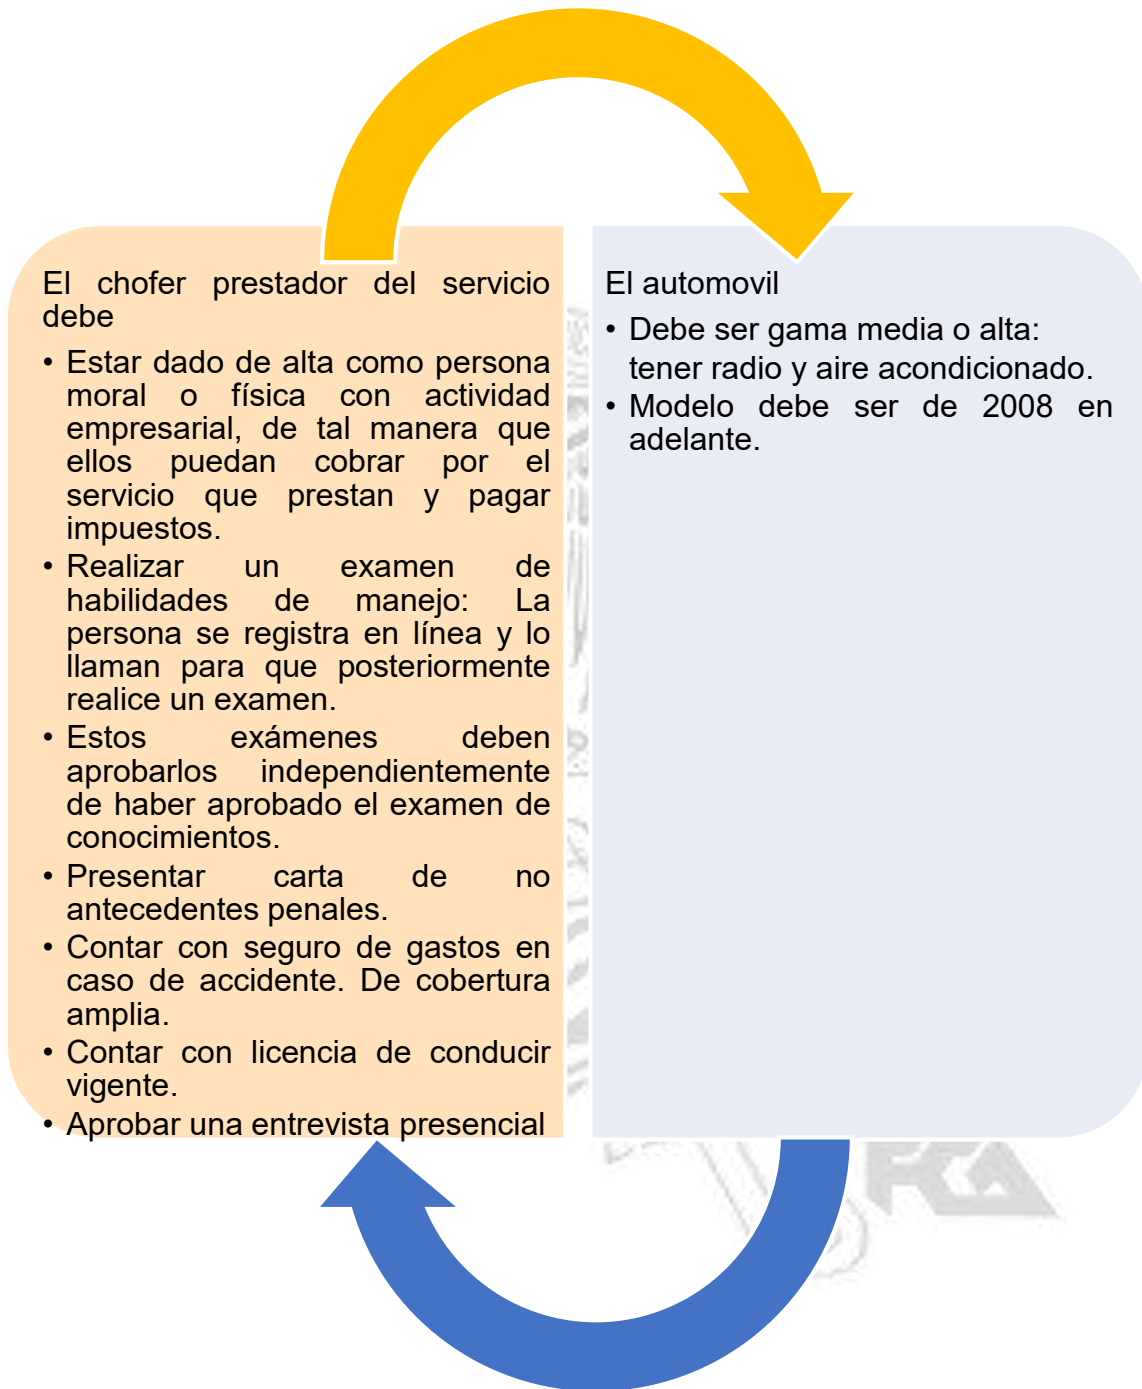 El chofer prestador del servicio
debe
• Estar dado de alta como persona
moral o física con actividad
empresarial, de tal manera que
ellos puedan cobrar por el
servicio que prestan y pagar
impuestos.
• Realizar un examen de
habilidades de manejo: La
persona se registra en línea y lo
llaman para que posteriormente
realice un examen.
• Estos exámenes deben
aprobarlos independientemente
de haber aprobado el examen de
conocimientos.
• Presentar carta de no
antecedentes penales.
• Contar con seguro de gastos en
caso de accidente. De cobertura
amplia.
• Contar con licencia de conducir
vigente.
• Aprobar una entrevista presencial
El automovil
• Debe ser gama media o alta:
tener radio y aire acondicionado.
• Modelo debe ser de 2008 en
adelante.
FCA